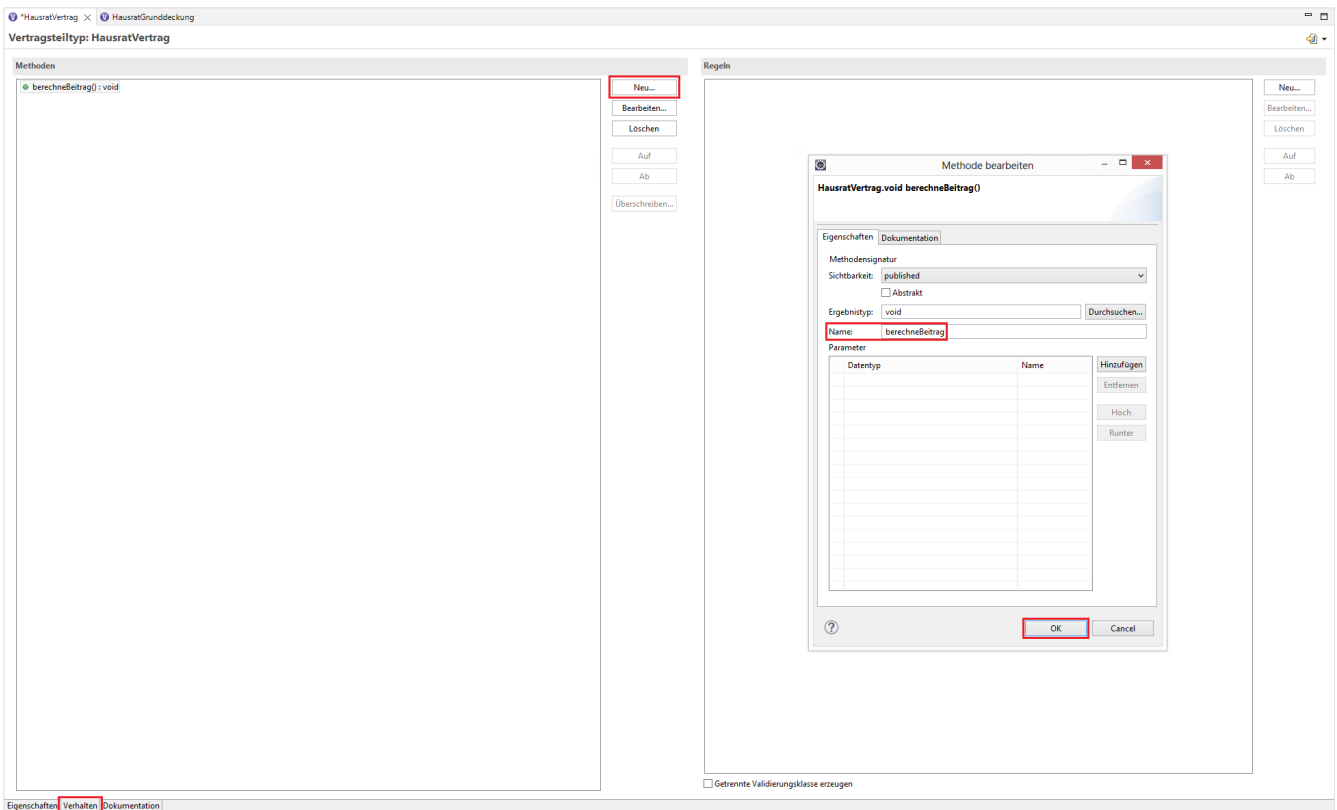 *HausratVertrag HausratGrunddeckung
Vertragsteiltyp: HausratVertrag
Methoden
berechneBeitrag() : void
Neu...
Bearbeiten...
Löschen
Auf
Ab
Überschreiben...
Regeln
Neu...
Bearbeiten...
Löschen
Auf
Ab
Methode bearbeiten
HausratVertrag.void berechneBeitrag()
Eigenschaften Dokumentation
Methodensignatur
Sichtbarkeit: published
Abstrakt
Ergebnistyp: void Durchsuchen...
Name: berechneBeitrag
Parameter
Datentyp Name
Hinzufügen
Entfernen
Hoch
Runter
? OK Cancel
Getrennte Validierungsklasse erzeugen
Eigenschaften Verhalten Dokumentation